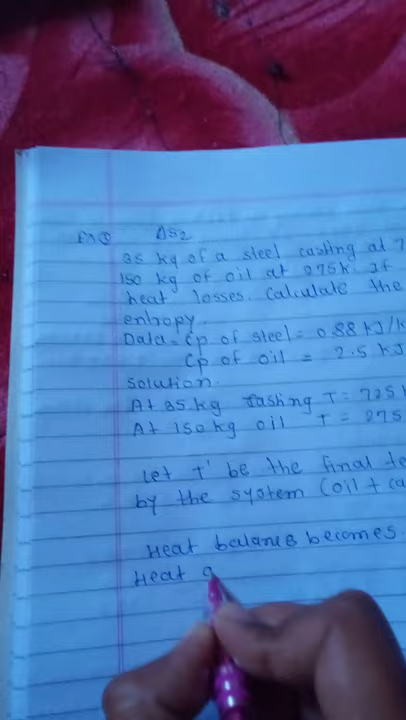 Ex ③ Δs2
35 kg of a steel casting at 7
150 kg of oil at 275K. If
heat losses. Calculate the
entropy.
Data - Cp of steel = 0.88 kJ/k
Cp of oil = 2.5 kJ
solution.
At 35 kg casting T = 725 K
At 150 kg oil T = 275
Let T' be the final te
by the system (oil + ca
Heat balance becomes
Heat